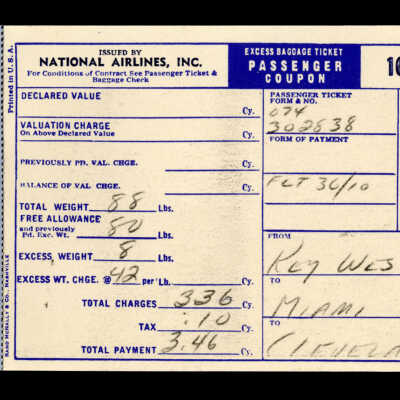 ISSUED BY
NATIONAL AIRLINES, INC.
For Conditions of Contract See Passenger Ticket &
Baggage Check
EXCESS BAGGAGE TICKET
PASSENGER
COUPON
10
Printed in U.S.A.
DECLARED VALUE
Cy.
PASSENGER TICKET
FORM & NO.
074
302838
VALUATION CHARGE
On Above Declared Value
Cy.
FORM OF PAYMENT
PREVIOUSLY PD. VAL. CHGE.
Cy.
BALANCE OF VAL. CHGE.
Cy.
FLT 36/10
TOTAL WEIGHT 88 Lbs.
FREE ALLOWANCE
and previously
Pd. Exc. Wt. 80 Lbs.
EXCESS WEIGHT 8 Lbs.
EXCESS WT. CHGE. @ 42 per Lb.
TOTAL CHARGES 336 Cy.
TAX .10 Cy.
TOTAL PAYMENT 3.46 Cy.
FROM
KEY WES
TO
MIAMI
TO
CLEVELA
RAND McNALLY & CO., NASHVILLE